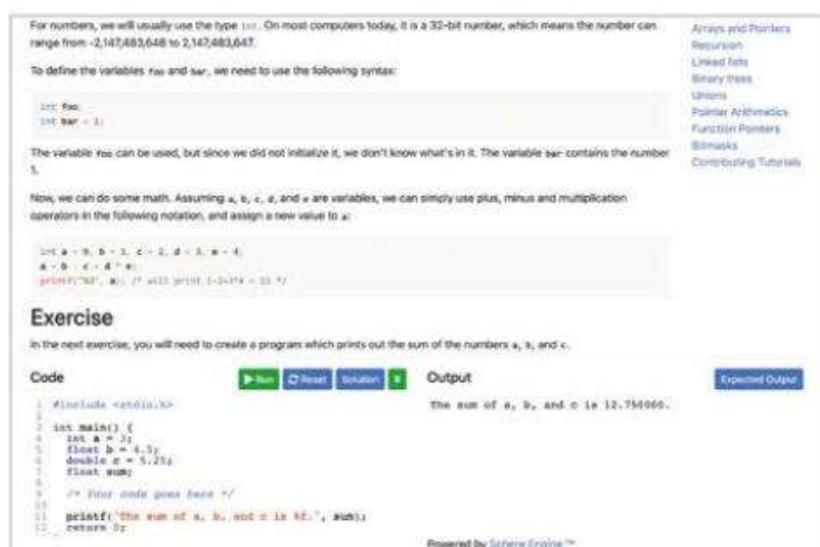 For numbers, we will usually use the type int. On most computers today, it is a 32-bit number, which means the number can
range from -2,147,483,648 to 2,147,483,647.
To define the variables foo and bar, we need to use the following syntax:
int foo;
int bar = 1;
The variable foo can be used, but since we did not initialize it, we don't know what's in it. The variable bar contains the number
1.
Now, we can do some math. Assuming a, b, c, d, and e are variables, we can simply use plus, minus and multiplication
operators in the following notation, and assign a new value to a:
int a = 0, b = 1, c = 2, d = 3, e = 4;
a = b - c + d * e;
printf("%d", a); /* will print 1-2+3*4 = 11 */
Exercise
In the next exercise, you will need to create a program which prints out the sum of the numbers a, b, and c.
Code
Run
Reset
Solution
1 #include <stdio.h>
2
3 int main() {
4 int a = 3;
5 float b = 4.5;
6 double c = 5.25;
7 float sum;
8
9 /* Your code goes here */
10
11 printf("The sum of a, b, and c is %f.", sum);
12 return 0;
Output
Expected Output
The sum of a, b, and c is 12.750000.
Powered by Sphere Engine ™
Arrays and Pointers
Recursion
Linked lists
Binary trees
Unions
Pointer Arithmetics
Function Pointers
Bitmasks
Contributing Tutorials